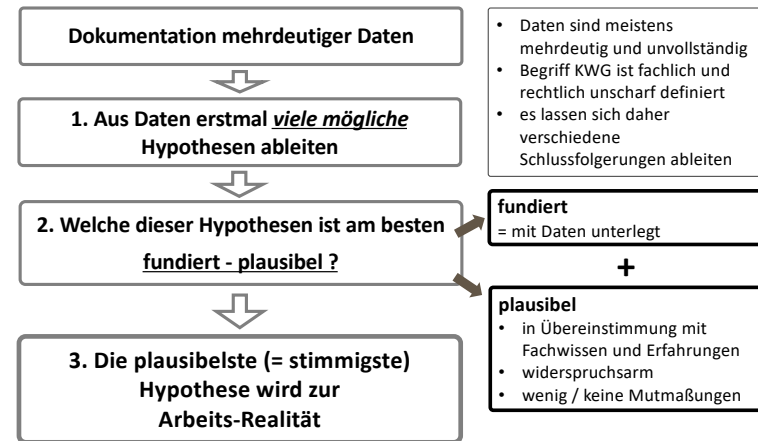 Dokumentation mehrdeutiger Daten
1. Aus Daten erstmal viele mögliche
Hypothesen ableiten
2. Welche dieser Hypothesen ist am besten
fundiert - plausibel ?
3. Die plausibelste (= stimmigste)
Hypothese wird zur
Arbeits-Realität
• Daten sind meistens
mehrdeutig und unvollständig
• Begriff KWG ist fachlich und
rechtlich unscharf definiert
• es lassen sich daher
verschiedene
Schlussfolgerungen ableiten
fundiert
= mit Daten unterlegt
+
plausibel
• in Übereinstimmung mit
Fachwissen und Erfahrungen
• widerspruchsarm
• wenig / keine Mutmaßungen